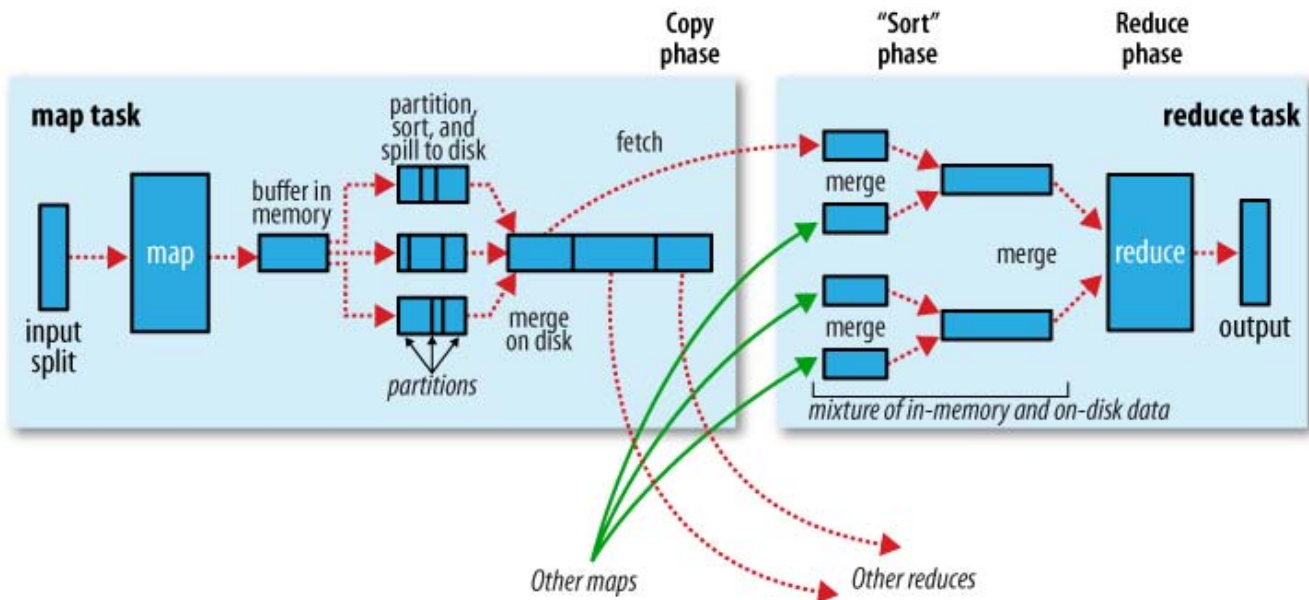 Copy
phase
“Sort”
phase
Reduce
phase
map task
partition,
sort, and
spill to disk
buffer in
memory
map
input
split
partitions
merge
on disk
fetch
reduce task
merge
merge
merge
reduce
output
mixture of in-memory and on-disk data
Other maps
Other reduces